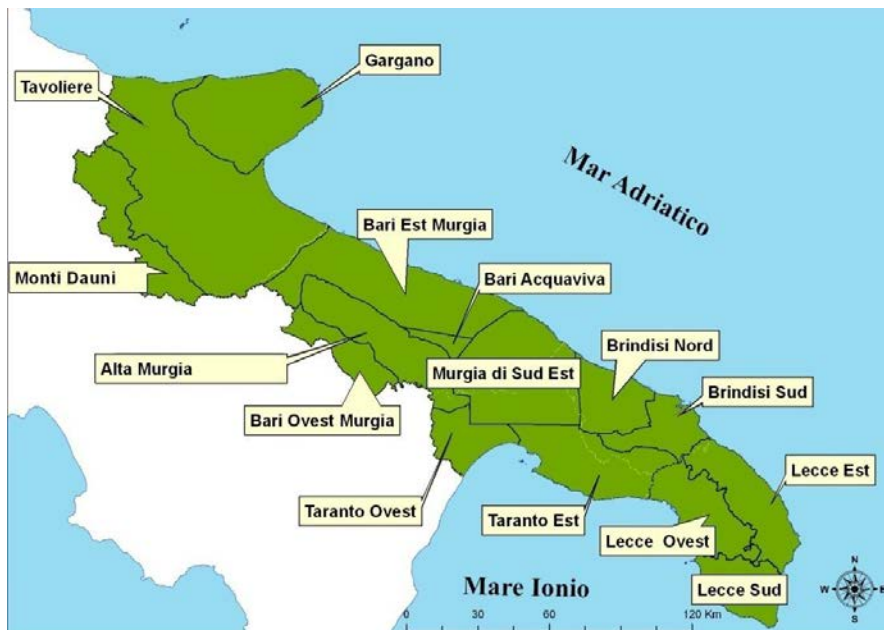 Gargano
Tavoliere
Mar Adriatico
Bari Est Murgia
Monti Dauni
Bari Acquaviva
Brindisi Nord
Alta Murgia
Murgia di Sud Est
Brindisi Sud
Bari Ovest Murgia
Lecce Est
Taranto Ovest
Taranto Est
Lecce Ovest
Mare Ionio
Lecce Sud
N
W
E
S
0 30 60 120 Km